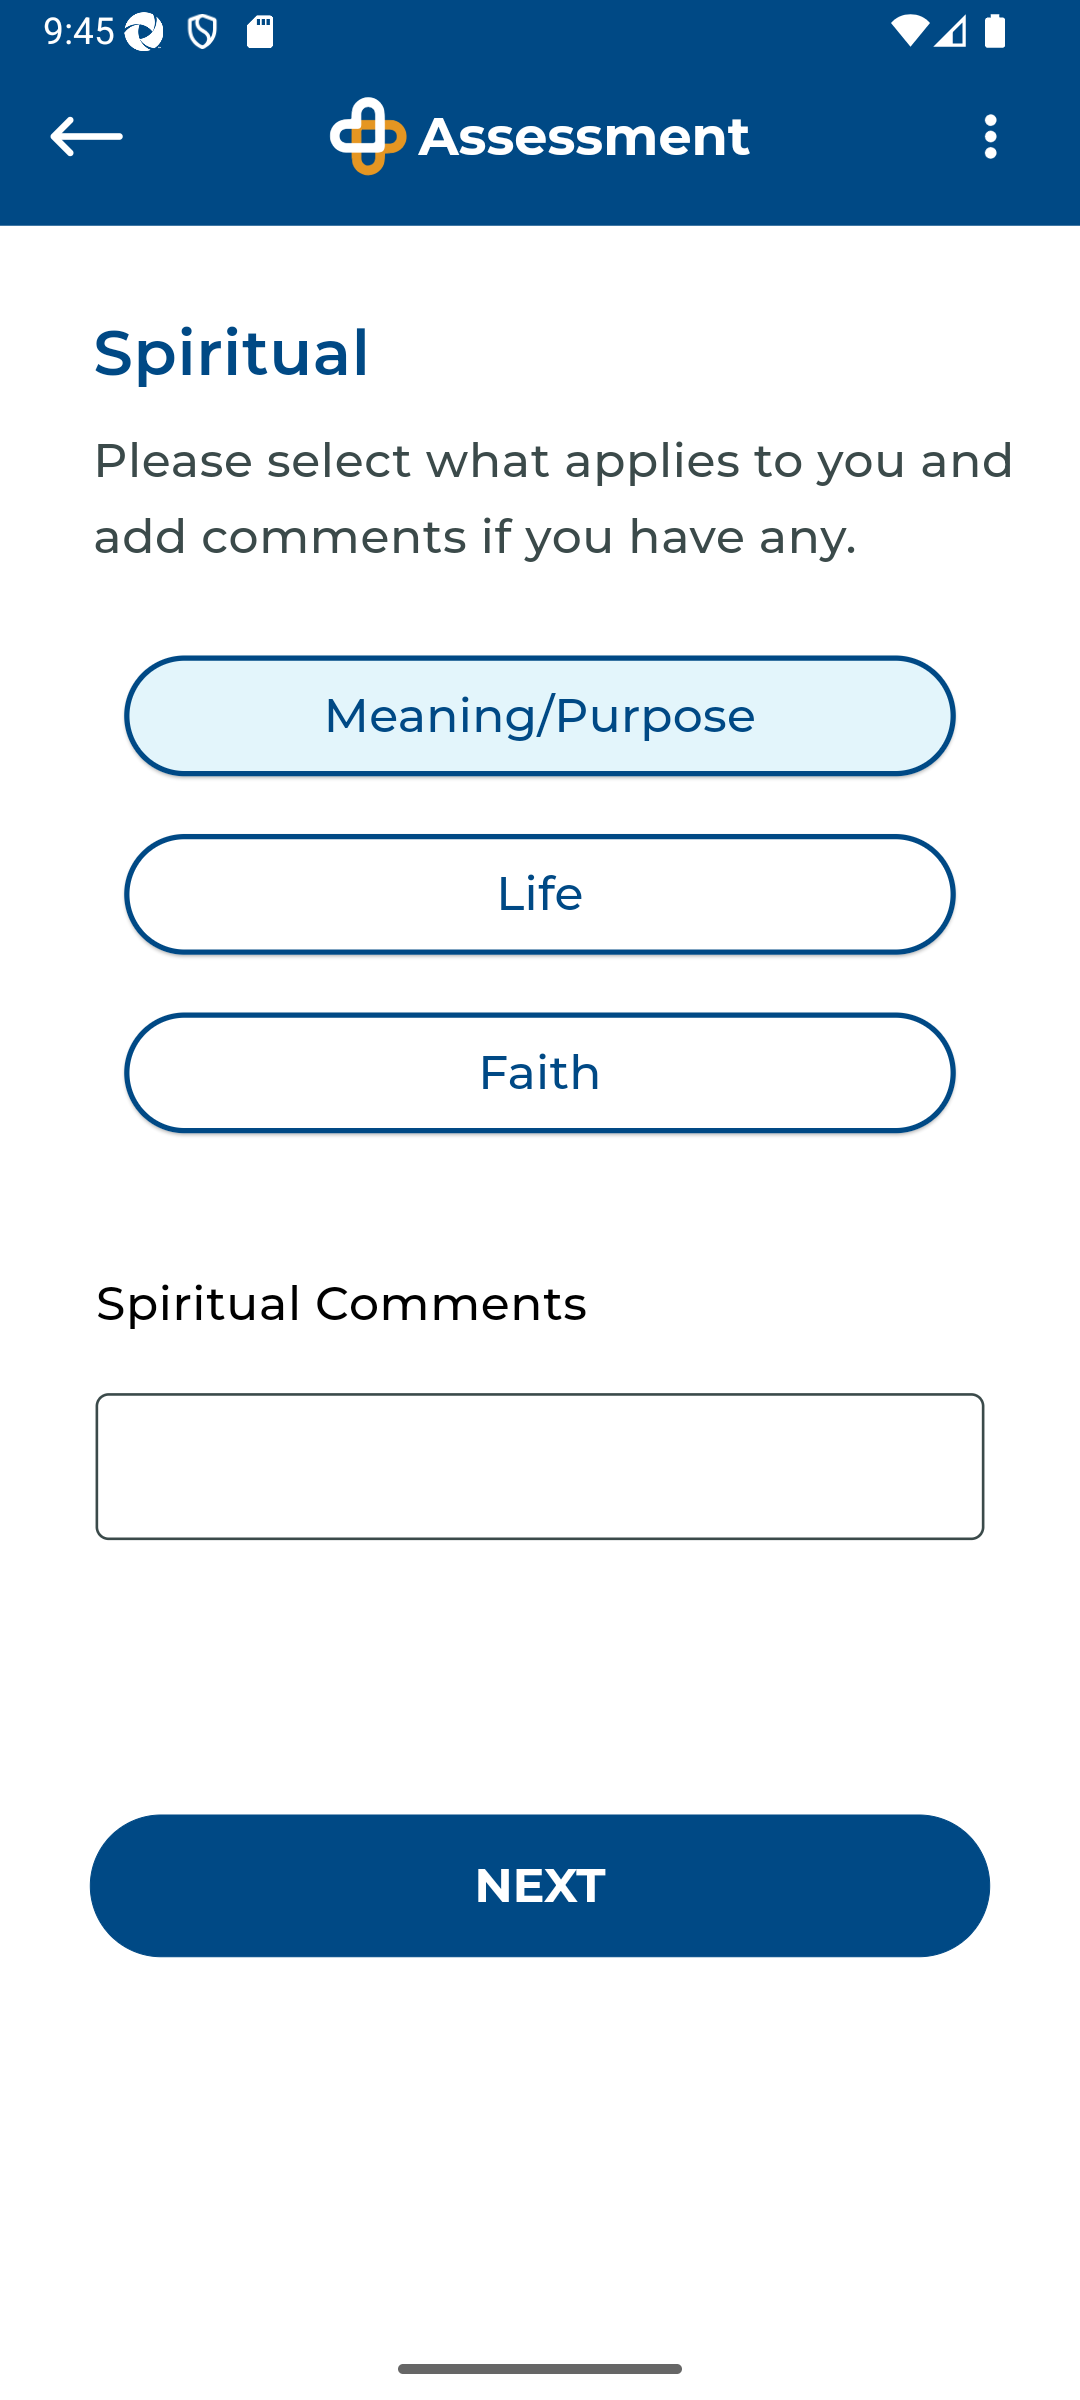 9:45
Assessment
Spiritual
Please select what applies to you and
add comments if you have any.
Meaning/Purpose
Life
Faith
Spiritual Comments
NEXT